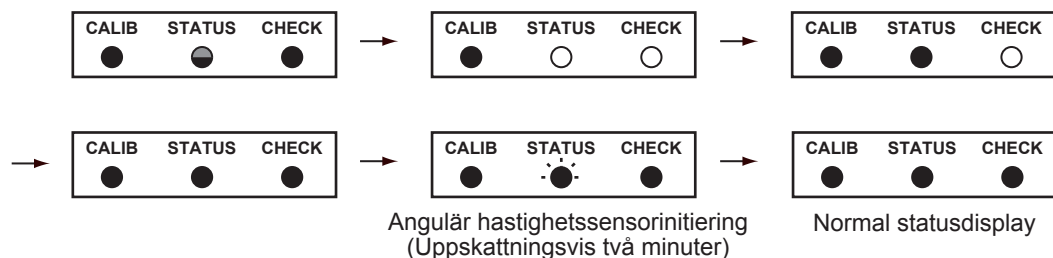 CALIB STATUS CHECK
CALIB STATUS CHECK
CALIB STATUS CHECK
CALIB STATUS CHECK
CALIB STATUS CHECK
CALIB STATUS CHECK
Angulär hastighetssensorinitiering
(Uppskattningsvis två minuter)
Normal statusdisplay